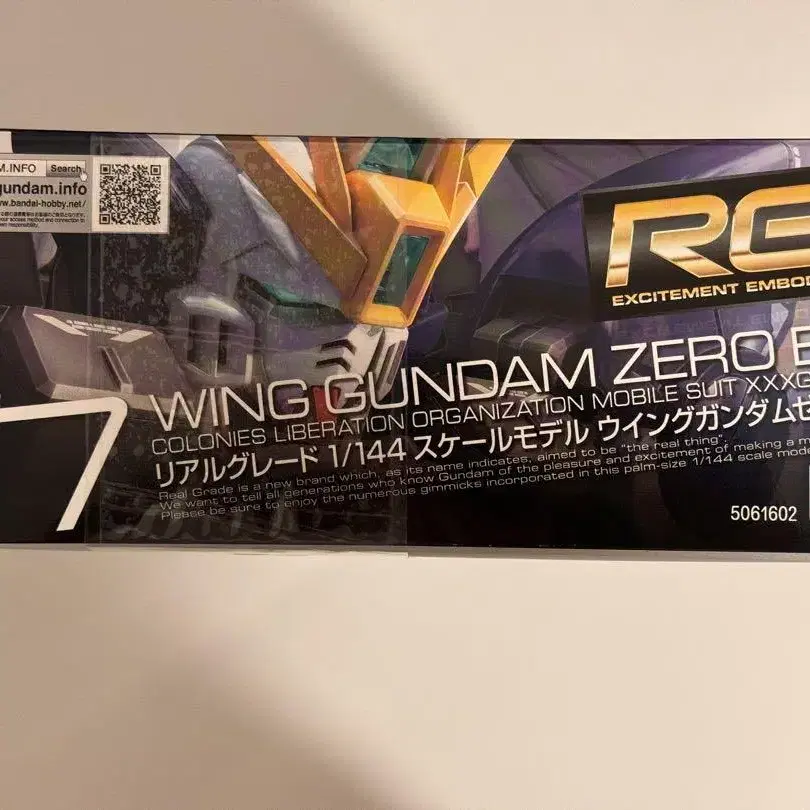 M.INFO Search
gundam.info
www.bandai-hobby.net/
RG
EXCITEMENT EMBOD
7
WING GUNDAM ZERO E
COLONIES LIBERATION ORGANIZATION MOBILE SUIT XXXG
リアルグレード 1/144 スケールモデル ウイングガンダムゼ
Real Grade is a new brand which, as its name indicates, aimed to be "the real thing".
We want to tell all generations who know Gundam of the pleasure and excitement of making a m
Please be sure to enjoy the numerous gimmicks incorporated in this palm-size 1/144 scale mode
5061602